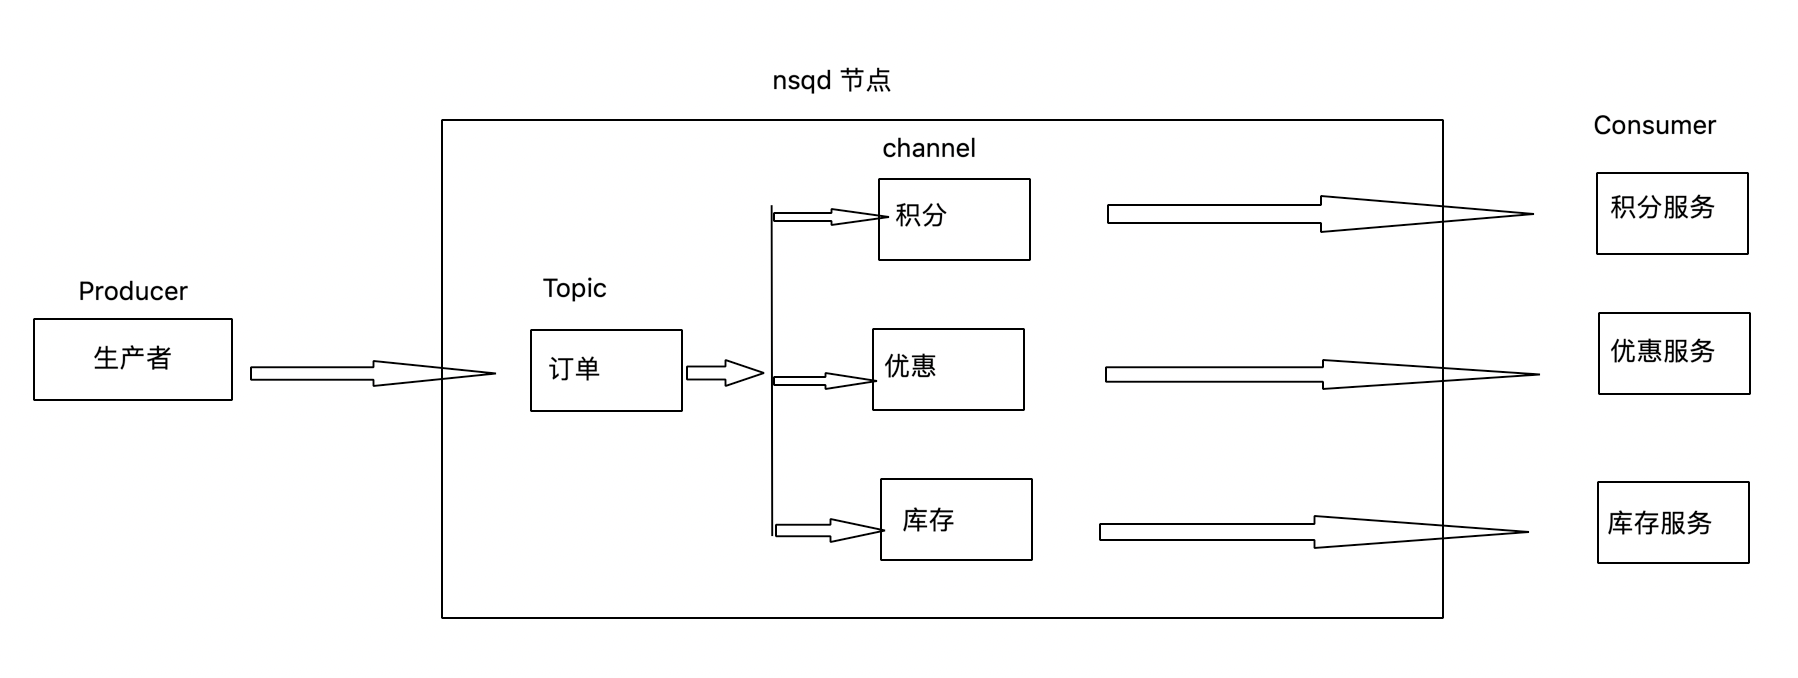 nsqd 节点
Consumer
channel
积分
积分服务
Producer
Topic
生产者
订单
优惠
优惠服务
库存
库存服务